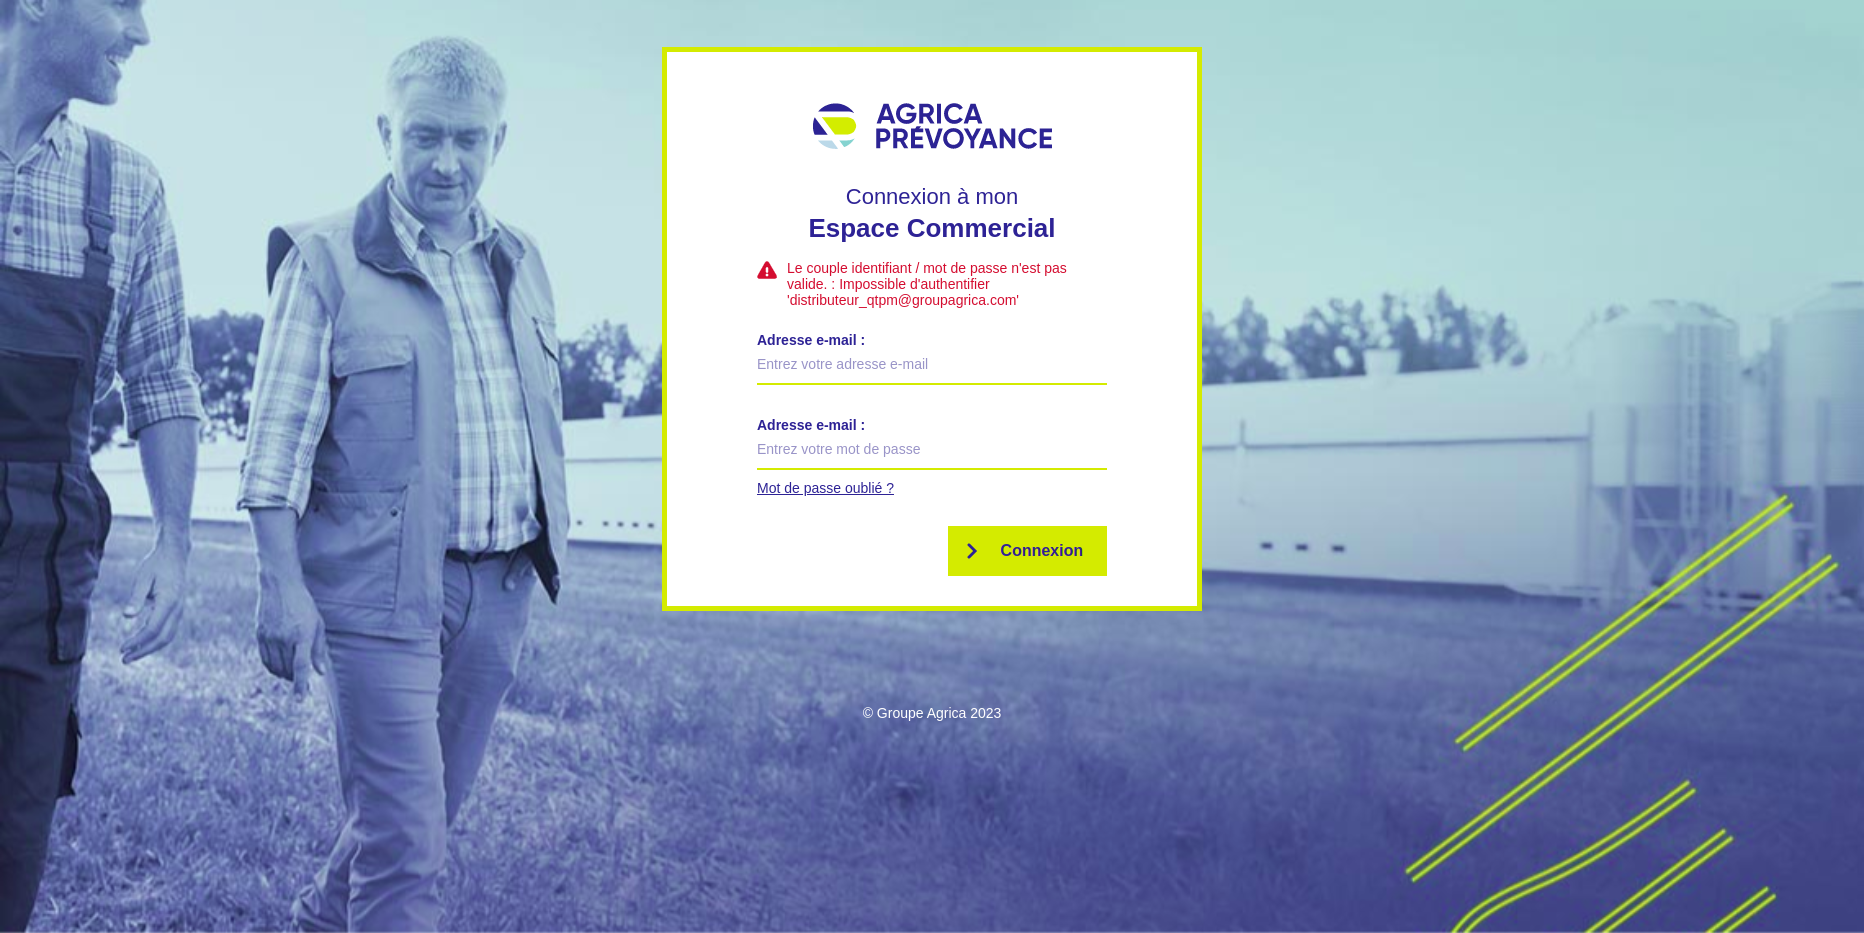 AGRICA
PRÉVOYANCE
Connexion à mon
Espace Commercial
Le couple identifiant / mot de passe n'est pas
valide. : Impossible d'authentifier
'distributeur_qtpm@groupagrica.com'
Adresse e-mail :
Entrez votre adresse e-mail
Adresse e-mail :
Entrez votre mot de passe
Mot de passe oublié ?
Connexion
© Groupe Agrica 2023